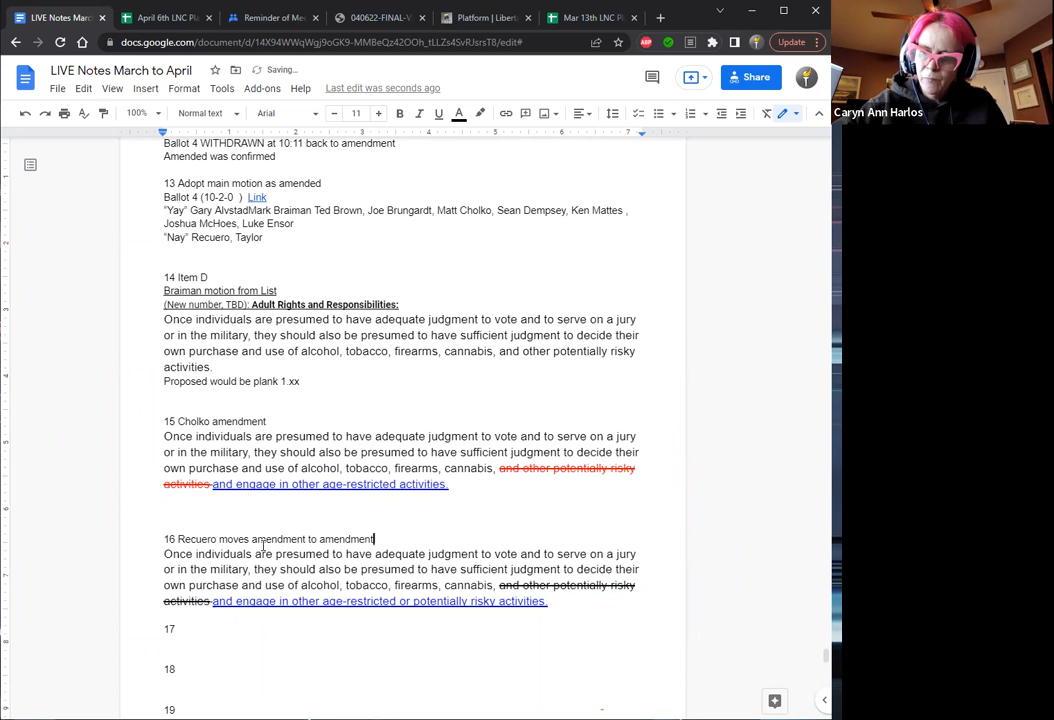 LIVE Notes March to April
April 6th LNC Pl
Reminder of Mee
040622-FINAL-V
Platform | Libert
Mar 13th LNC Pl
docs.google.com/document/d/14X94WWqWgj9oGK9-MMBeQz42OOh_tLLZs4SvRJsrsT8/edit#
ABP
Update
LIVE Notes March to April
Saving...
File Edit View Insert Format Tools Add-ons Help Last edit was seconds ago
Share
Caryn Ann Harlos
100% Normal text Arial 11
1 2 3 4 5 6 7
Ballot 4 WITHDRAWN at 10:11 back to amendment
Amended was confirmed
13 Adopt main motion as amended
Ballot 4 (10-2-0 ) Link
"Yay" Gary AlvstadMark Braiman Ted Brown, Joe Brungardt, Matt Cholko, Sean Dempsey, Ken Mattes ,
Joshua McHoes, Luke Ensor
"Nay" Recuero, Taylor
14 Item D
Braiman motion from List
(New number, TBD): Adult Rights and Responsibilities:
Once individuals are presumed to have adequate judgment to vote and to serve on a jury
or in the military, they should also be presumed to have sufficient judgment to decide their
own purchase and use of alcohol, tobacco, firearms, cannabis, and other potentially risky
activities.
Proposed would be plank 1.xx
15 Cholko amendment
Once individuals are presumed to have adequate judgment to vote and to serve on a jury
or in the military, they should also be presumed to have sufficient judgment to decide their
own purchase and use of alcohol, tobacco, firearms, cannabis, and other potentially risky
activities and engage in other age-restricted activities.
16 Recuero moves amendment to amendment
Once individuals are presumed to have adequate judgment to vote and to serve on a jury
or in the military, they should also be presumed to have sufficient judgment to decide their
own purchase and use of alcohol, tobacco, firearms, cannabis, and other potentially risky
activities and engage in other age-restricted or potentially risky activities.
17
18
19